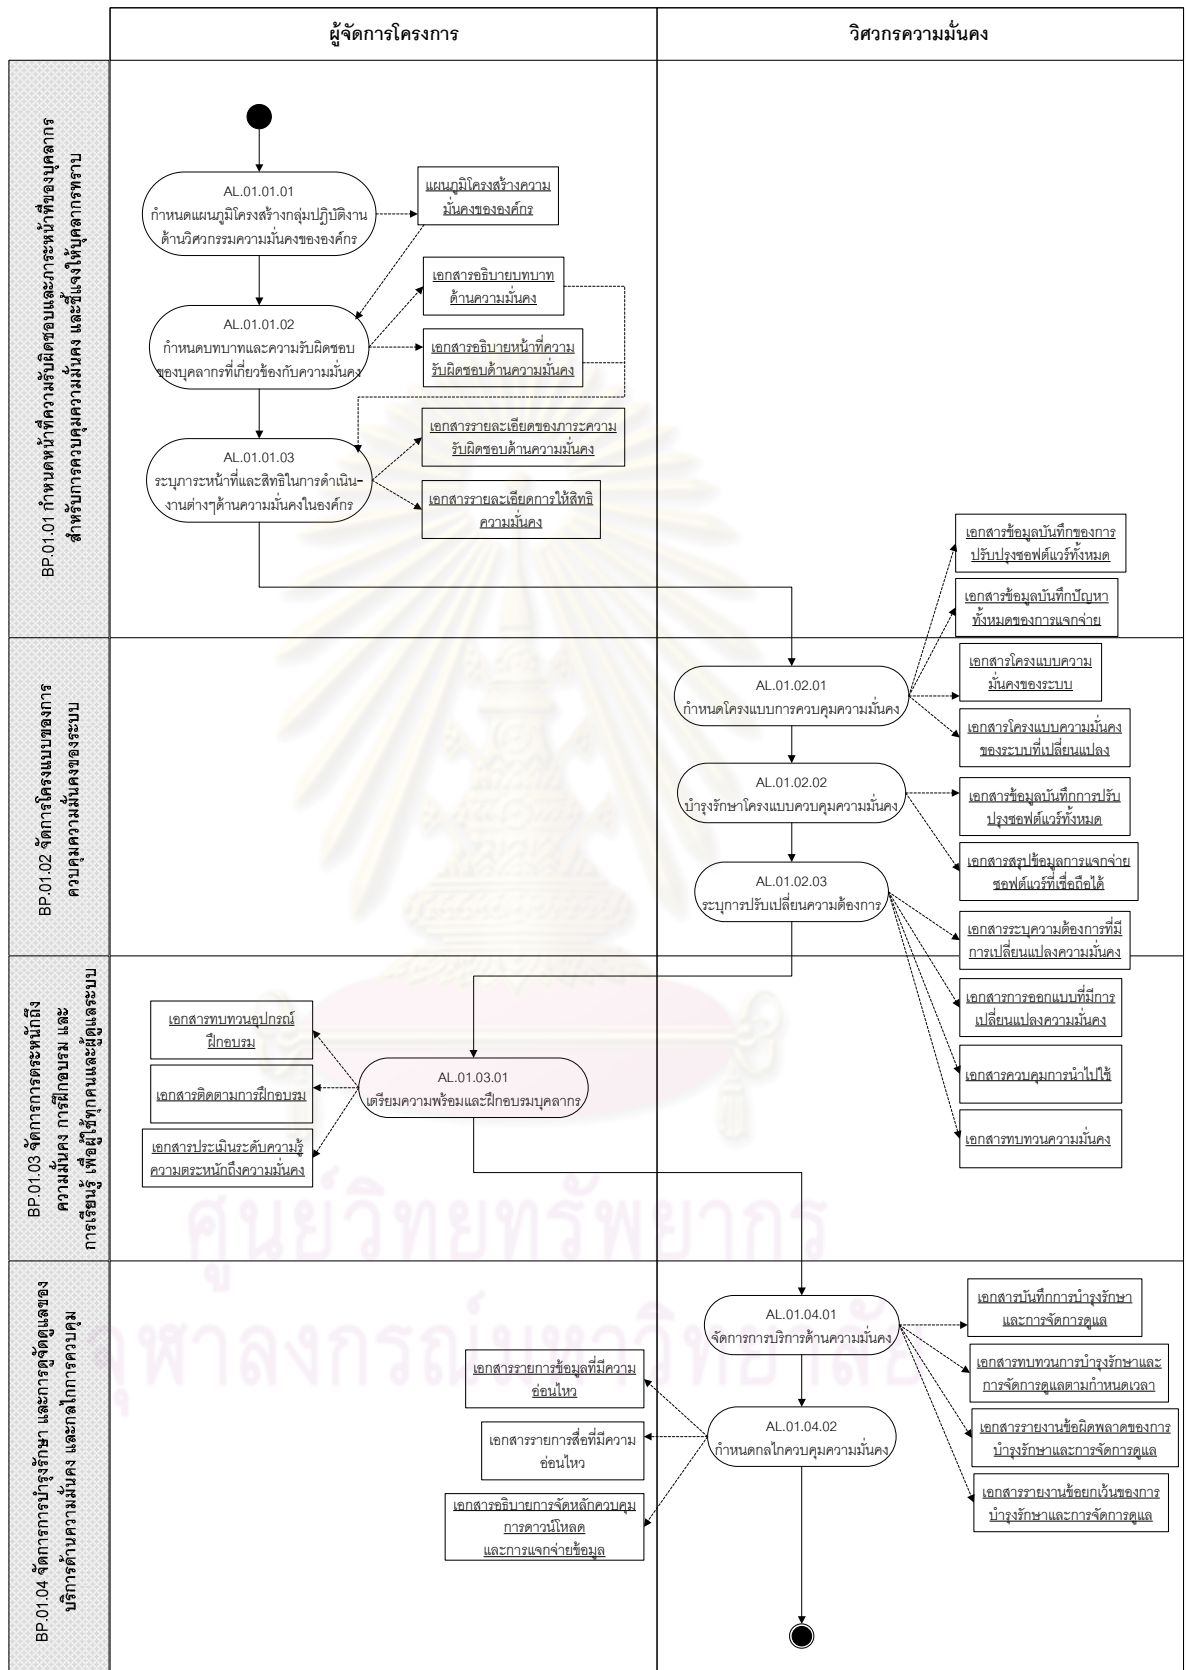 ผู้จัดการโครงการ
วิศวกรความมั่นคง
BP.01.01 กำหนดหน้าที่ความรับผิดชอบและภาระหน้าที่ของบุคลากร
สำหรับการควบคุมความมั่นคง และชี้แจงให้บุคลากรทราบ
AL.01.01.01
กำหนดแผนภูมิโครงสร้างกลุ่มปฏิบัติงาน
ด้านวิศวกรรมความมั่นคงขององค์กร
แผนภูมิโครงสร้างความ
มั่นคงขององค์กร
AL.01.01.02
กำหนดบทบาทและความรับผิดชอบ
ของบุคลากรที่เกี่ยวข้องกับความมั่นคง
เอกสารอธิบายบทบาท
ด้านความมั่นคง
เอกสารอธิบายหน้าที่ความ
รับผิดชอบด้านความมั่นคง
AL.01.01.03
ระบุภาระหน้าที่และสิทธิในการดำเนิน-
งานต่างๆด้านความมั่นคงในองค์กร
เอกสารรายละเอียดของภาระความ
รับผิดชอบด้านความมั่นคง
เอกสารรายละเอียดการให้สิทธิ
ความมั่นคง
BP.01.02 จัดการโครงแบบของการ
ควบคุมความมั่นคงของระบบ
เอกสารข้อมูลบันทึกของการ
ปรับปรุงซอฟต์แวร์ทั้งหมด
เอกสารข้อมูลบันทึกปัญหา
ทั้งหมดของการแจกจ่าย
AL.01.02.01
กำหนดโครงแบบการควบคุมความมั่นคง
เอกสารโครงแบบความ
มั่นคงของระบบ
เอกสารโครงแบบความมั่นคง
ของระบบที่เปลี่ยนแปลง
AL.01.02.02
บำรุงรักษาโครงแบบควบคุมความมั่นคง
เอกสารข้อมูลบันทึกการปรับ
ปรุงซอฟต์แวร์ทั้งหมด
เอกสารสรุปข้อมูลการแจกจ่าย
ซอฟต์แวร์ที่เชื่อถือได้
AL.01.02.03
ระบุการปรับเปลี่ยนความต้องการ
เอกสารระบุความต้องการที่มี
การเปลี่ยนแปลงความมั่นคง
เอกสารการออกแบบที่มีการ
เปลี่ยนแปลงความมั่นคง
เอกสารควบคุมการนำไปใช้
เอกสารทบทวนความมั่นคง
BP.01.03 จัดการการตระหนักถึง
ความมั่นคง การฝึกอบรม และ
การเรียนรู้ เพื่อผู้ใช้ทุกคนและผู้ดูแลระบบ
เอกสารทบทวนอุปกรณ์
ฝึกอบรม
เอกสารติดตามการฝึกอบรม
เอกสารประเมินระดับความรู้
ความตระหนักถึงความมั่นคง
AL.01.03.01
เตรียมความพร้อมและฝึกอบรมบุคลากร
ศูนย์วิทยทรัพยากร
จุฬาลงกรณ์มหาวิทยาลัย
BP.01.04 จัดการการบำรุงรักษา และการดูจัดดูแลของ
บริการด้านความมั่นคง และกลไกการควบคุม
AL.01.04.01
จัดการการบริการด้านความมั่นคง
เอกสารบันทึกการบำรุงรักษา
และการจัดการดูแล
เอกสารทบทวนการบำรุงรักษาและ
การจัดการดูแลตามกำหนดเวลา
เอกสารรายงานข้อผิดพลาดของการ
บำรุงรักษาและการจัดการดูแล
เอกสารรายงานข้อยกเว้นของการ
บำรุงรักษาและการจัดการดูแล
AL.01.04.02
กำหนดกลไกควบคุมความมั่นคง
เอกสารรายการข้อมูลที่มีความ
อ่อนไหว
เอกสารรายการสื่อที่มีความ
อ่อนไหว
เอกสารอธิบายการจัดหลักควบคุม
การดาวน์โหลด
และการแจกจ่ายข้อมูล